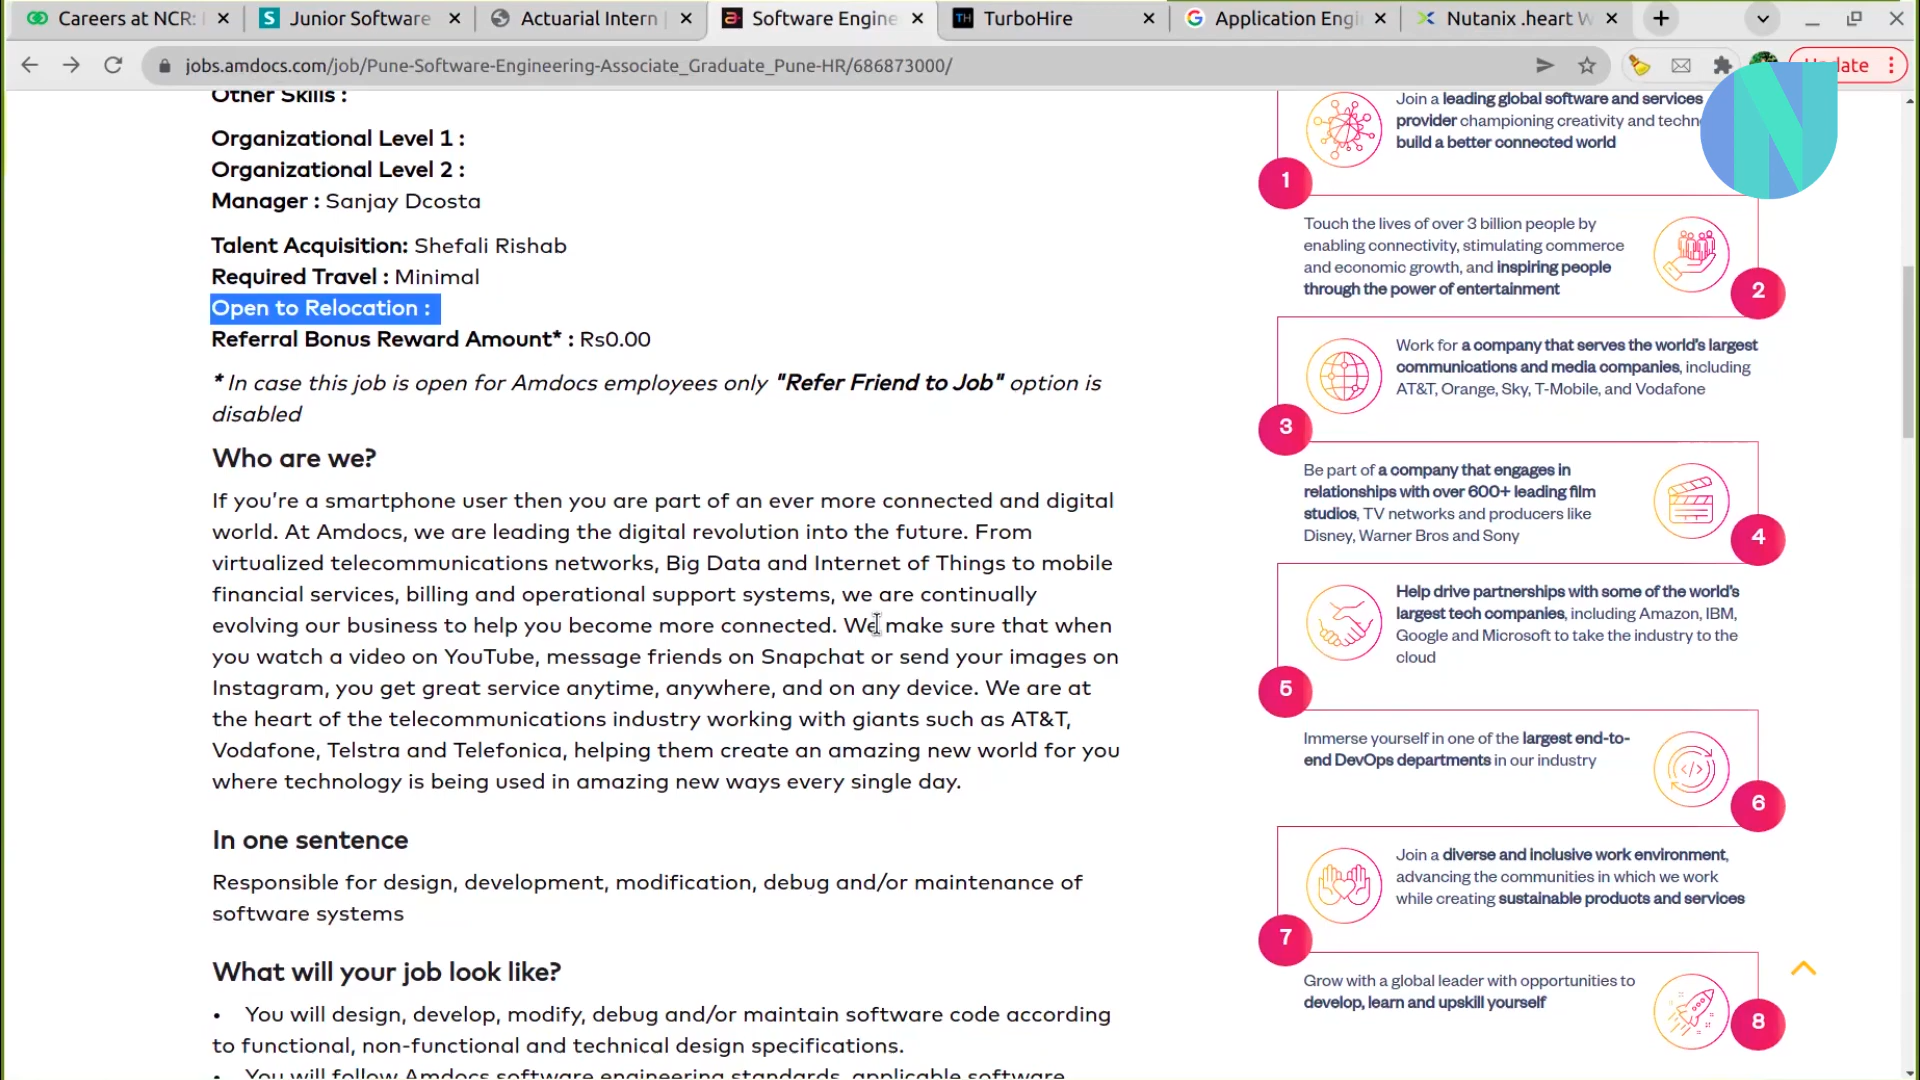 Careers at NCR:
Junior Software
Actuarial Intern
Software Engine
TurboHire
Application Engi
Nutanix .heart W
jobs.amdocs.com/job/Pune-Software-Engineering-Associate_Graduate_Pune-HR/686873000/
Update
Other Skills :
Organizational Level 1 :
Organizational Level 2 :
Manager : Sanjay Dcosta
Talent Acquisition: Shefali Rishab
Required Travel : Minimal
Open to Relocation :
Referral Bonus Reward Amount* : Rs0.00
* In case this job is open for Amdocs employees only "Refer Friend to Job" option is
disabled
Who are we?
If you’re a smartphone user then you are part of an ever more connected and digital
world. At Amdocs, we are leading the digital revolution into the future. From
virtualized telecommunications networks, Big Data and Internet of Things to mobile
financial services, billing and operational support systems, we are continually
evolving our business to help you become more connected. We make sure that when
you watch a video on YouTube, message friends on Snapchat or send your images on
Instagram, you get great service anytime, anywhere, and on any device. We are at
the heart of the telecommunications industry working with giants such as AT&T,
Vodafone, Telstra and Telefonica, helping them create an amazing new world for you
where technology is being used in amazing new ways every single day.
In one sentence
Responsible for design, development, modification, debug and/or maintenance of
software systems
What will your job look like?
• You will design, develop, modify, debug and/or maintain software code according
to functional, non-functional and technical design specifications.
• You will follow Amdocs software engineering standards, applicable software
Join a leading global software and services
provider championing creativity and techn
build a better connected world
1
Touch the lives of over 3 billion people by
enabling connectivity, stimulating commerce
and economic growth, and inspiring people
through the power of entertainment
2
Work for a company that serves the world’s largest
communications and media companies, including
AT&T, Orange, Sky, T-Mobile, and Vodafone
3
Be part of a company that engages in
relationships with over 600+ leading film
studios, TV networks and producers like
Disney, Warner Bros and Sony
4
Help drive partnerships with some of the world’s
largest tech companies, including Amazon, IBM,
Google and Microsoft to take the industry to the
cloud
5
Immerse yourself in one of the largest end-to-
end DevOps departments in our industry
6
Join a diverse and inclusive work environment,
advancing the communities in which we work
while creating sustainable products and services
7
Grow with a global leader with opportunities to
develop, learn and upskill yourself
8